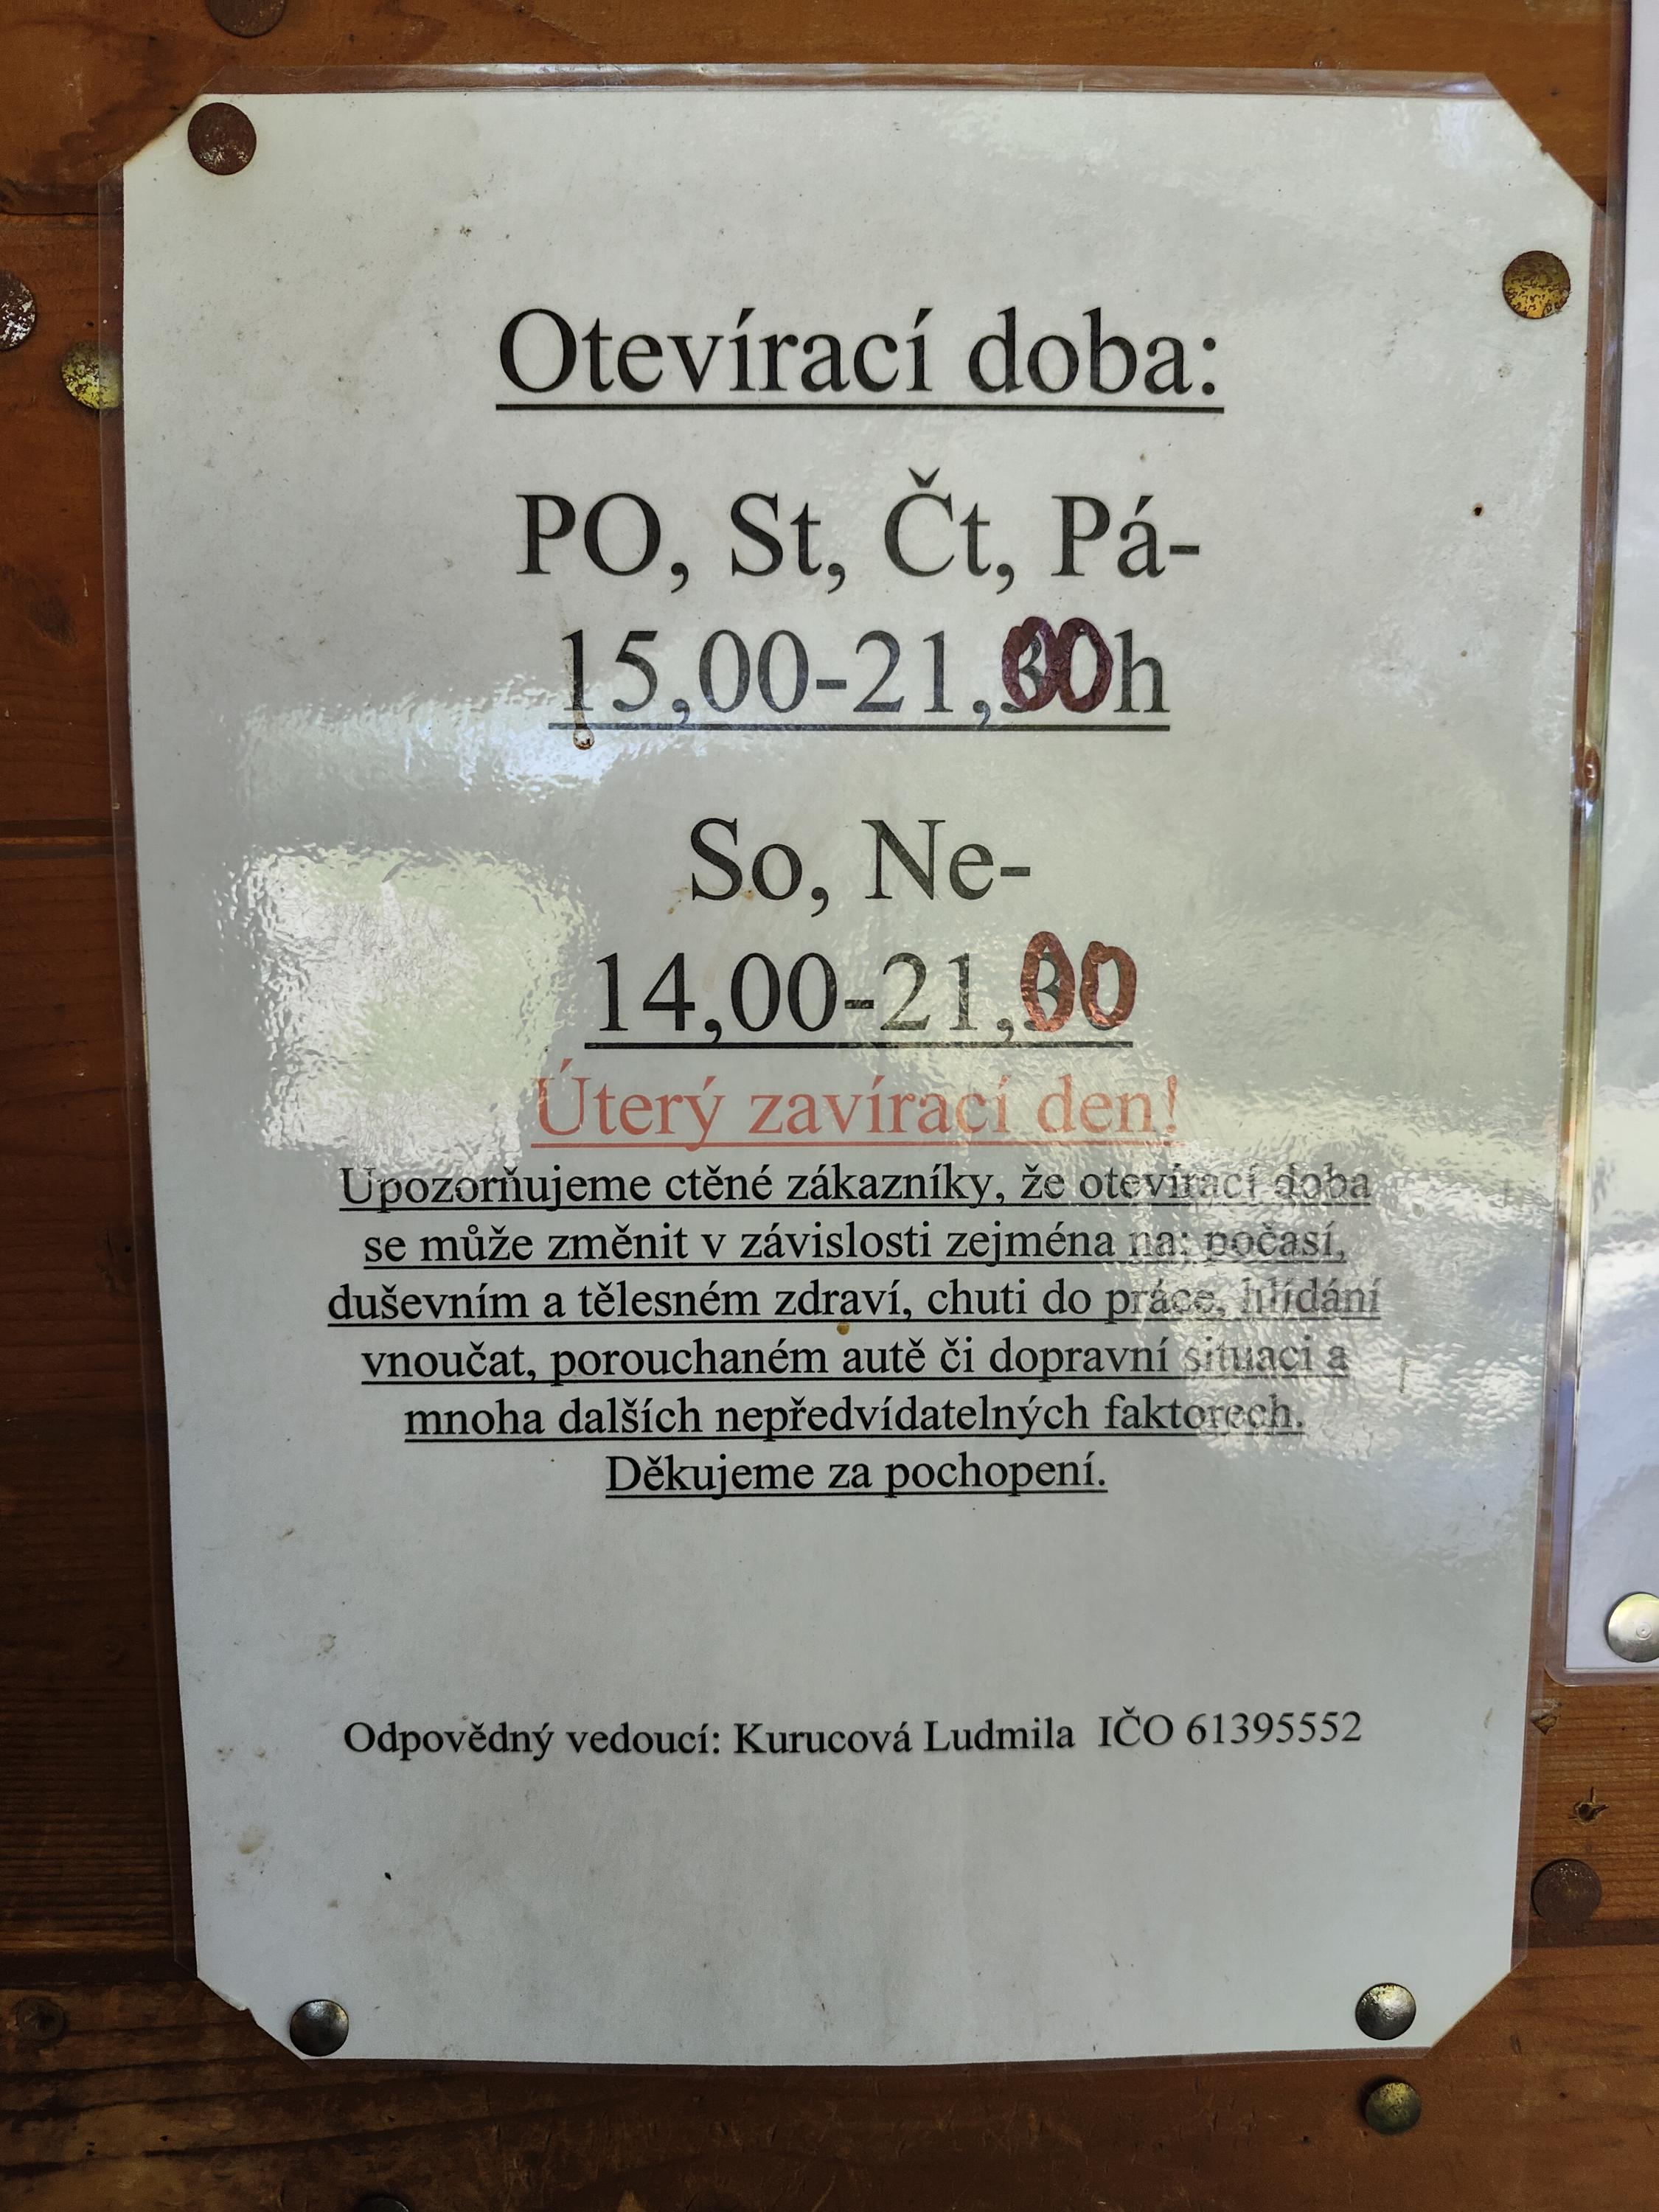 Otevírací doba:
PO, St, Čt, Pá-
15,00-21,00h
So, Ne-
14,00-21,00
Úterý zavírací den!
Upozorňujeme ctěné zákazníky, že otevírací doba
se může změnit v závislosti zejména na: počasí,
duševním a tělesném zdraví, chuti do práce, hlídání
vnoučat, porouchaném autě či dopravní situaci a
mnoha dalších nepředvídatelných faktorech.
Děkujeme za pochopení.
Odpovědný vedoucí: Kurucová Ludmila IČO 61395552